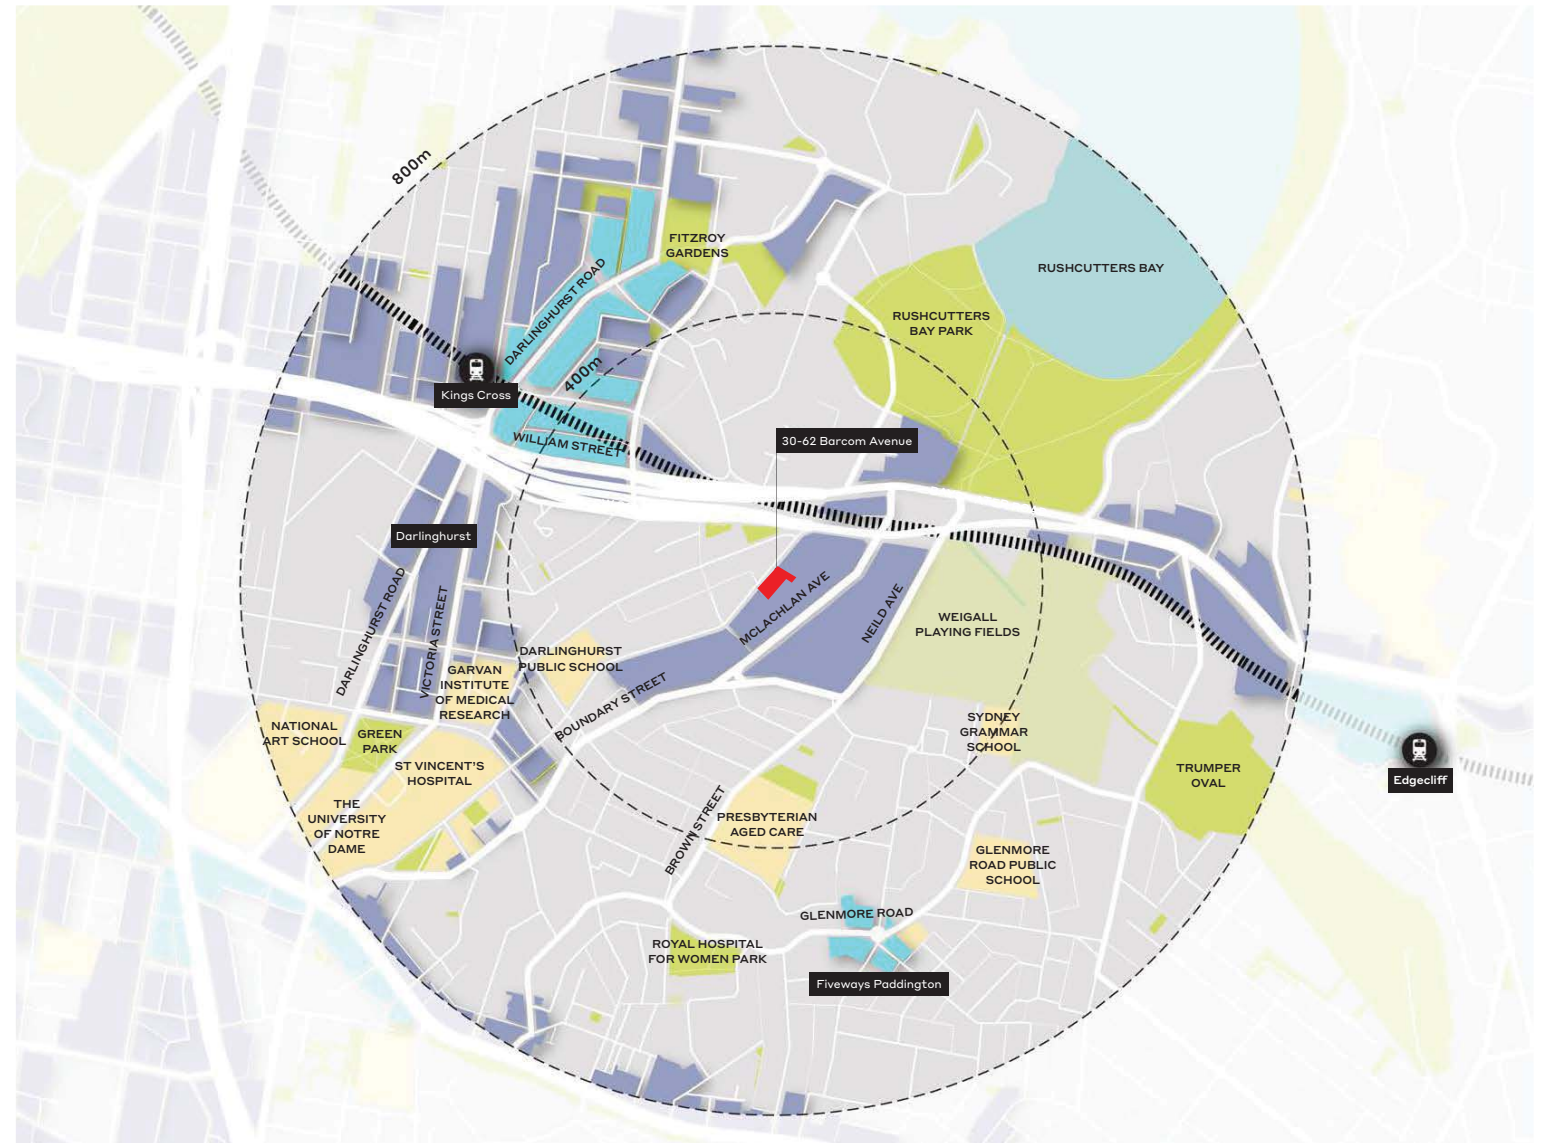 800m
FITZROY
GARDENS
RUSHCUTTERS BAY
DARLINGHURST ROAD
RUSHCUTTERS
BAY PARK
400m
Kings Cross
WILLIAM STREET
30-62 Barcom Avenue
Darlinghurst
DARLINGHURST ROAD
VICTORIA STREET
MCLACHLAN AVE
NEILD AVE
WEIGALL
PLAYING FIELDS
DARLINGHURST
PUBLIC SCHOOL
GARVAN
INSTITUTE
OF MEDICAL
RESEARCH
BOUNDARY STREET
NATIONAL
ART SCHOOL
GREEN
PARK
SYDNEY
GRAMMAR
SCHOOL
ST VINCENT'S
HOSPITAL
TRUMPER
OVAL
Edgecliff
THE
UNIVERSITY
OF NOTRE
DAME
BROWN STREET
PRESBYTERIAN
AGED CARE
GLENMORE
ROAD PUBLIC
SCHOOL
GLENMORE ROAD
ROYAL HOSPITAL
FOR WOMEN PARK
Fiveways Paddington